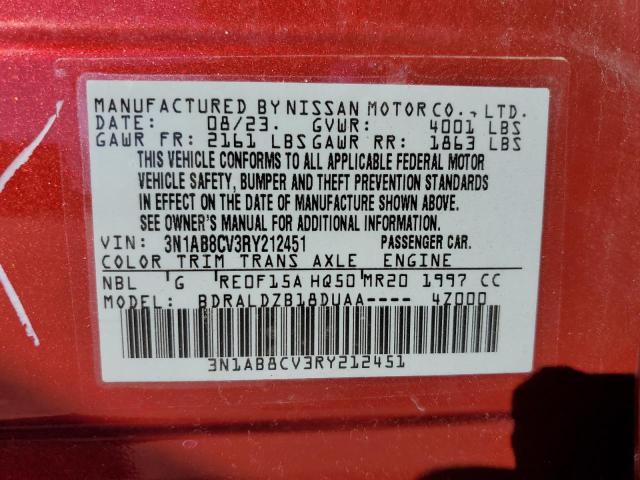 MANUFACTURED BY NISSAN MOTOR CO., LTD.
DATE: 08/23. GVWR: 4001 LBS
GAWR FR: 2161 LBS GAWR RR: 1863 LBS
THIS VEHICLE CONFORMS TO ALL APPLICABLE FEDERAL MOTOR
VEHICLE SAFETY, BUMPER AND THEFT PREVENTION STANDARDS
IN EFFECT ON THE DATE OF MANUFACTURE SHOWN ABOVE.
SEE OWNER'S MANUAL FOR ADDITIONAL INFORMATION.
VIN: 3N1AB8CV3RY212451 PASSENGER CAR.
COLOR TRIM TRANS AXLE ENGINE
NBL G RE0F15A HQ50 MR20 1997 CC
MODEL: BDRALDZB18DUAA---- 4Z000
3N1AB8CV3RY212451